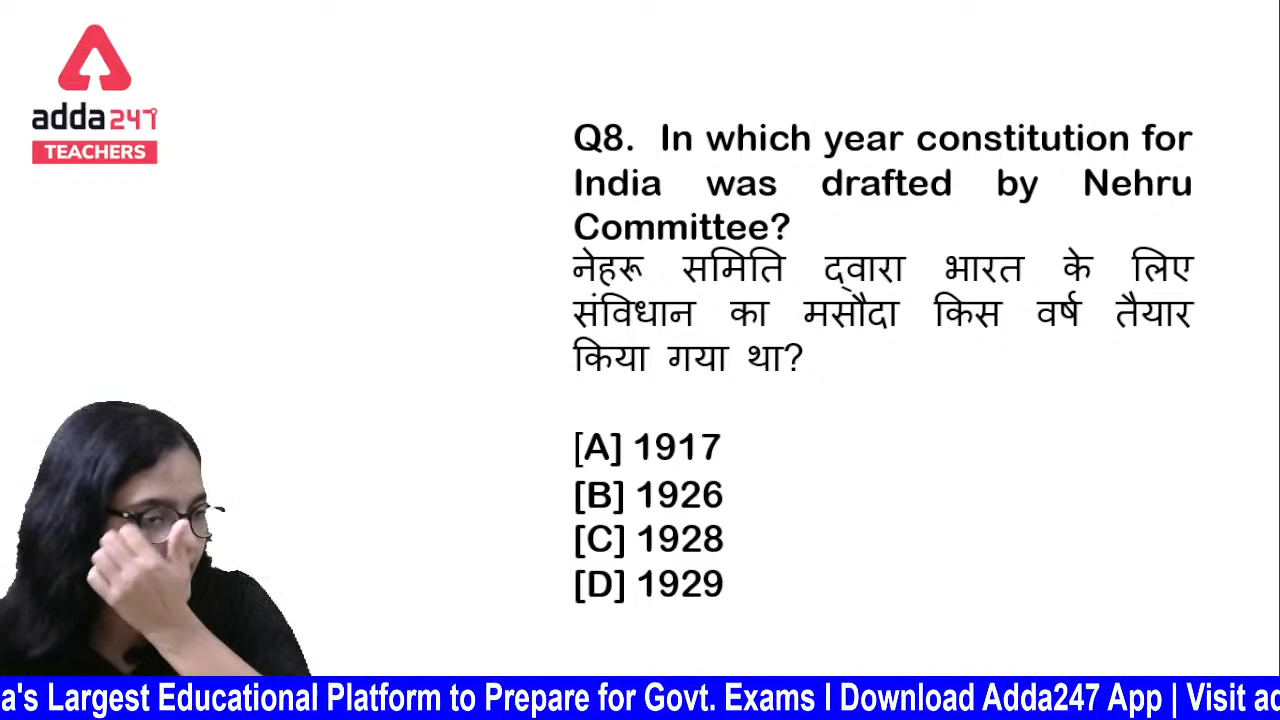 adda247
TEACHERS
Q8. In which year constitution for
India was drafted by Nehru
Committee?
नेहरू समिति द्वारा भारत के लिए
संविधान का मसौदा किस वर्ष तैयार
किया गया था?
[A] 1917
[B] 1926
[C] 1928
[D] 1929
a's Largest Educational Platform to Prepare for Govt. Exams I Download Adda247 App | Visit ad